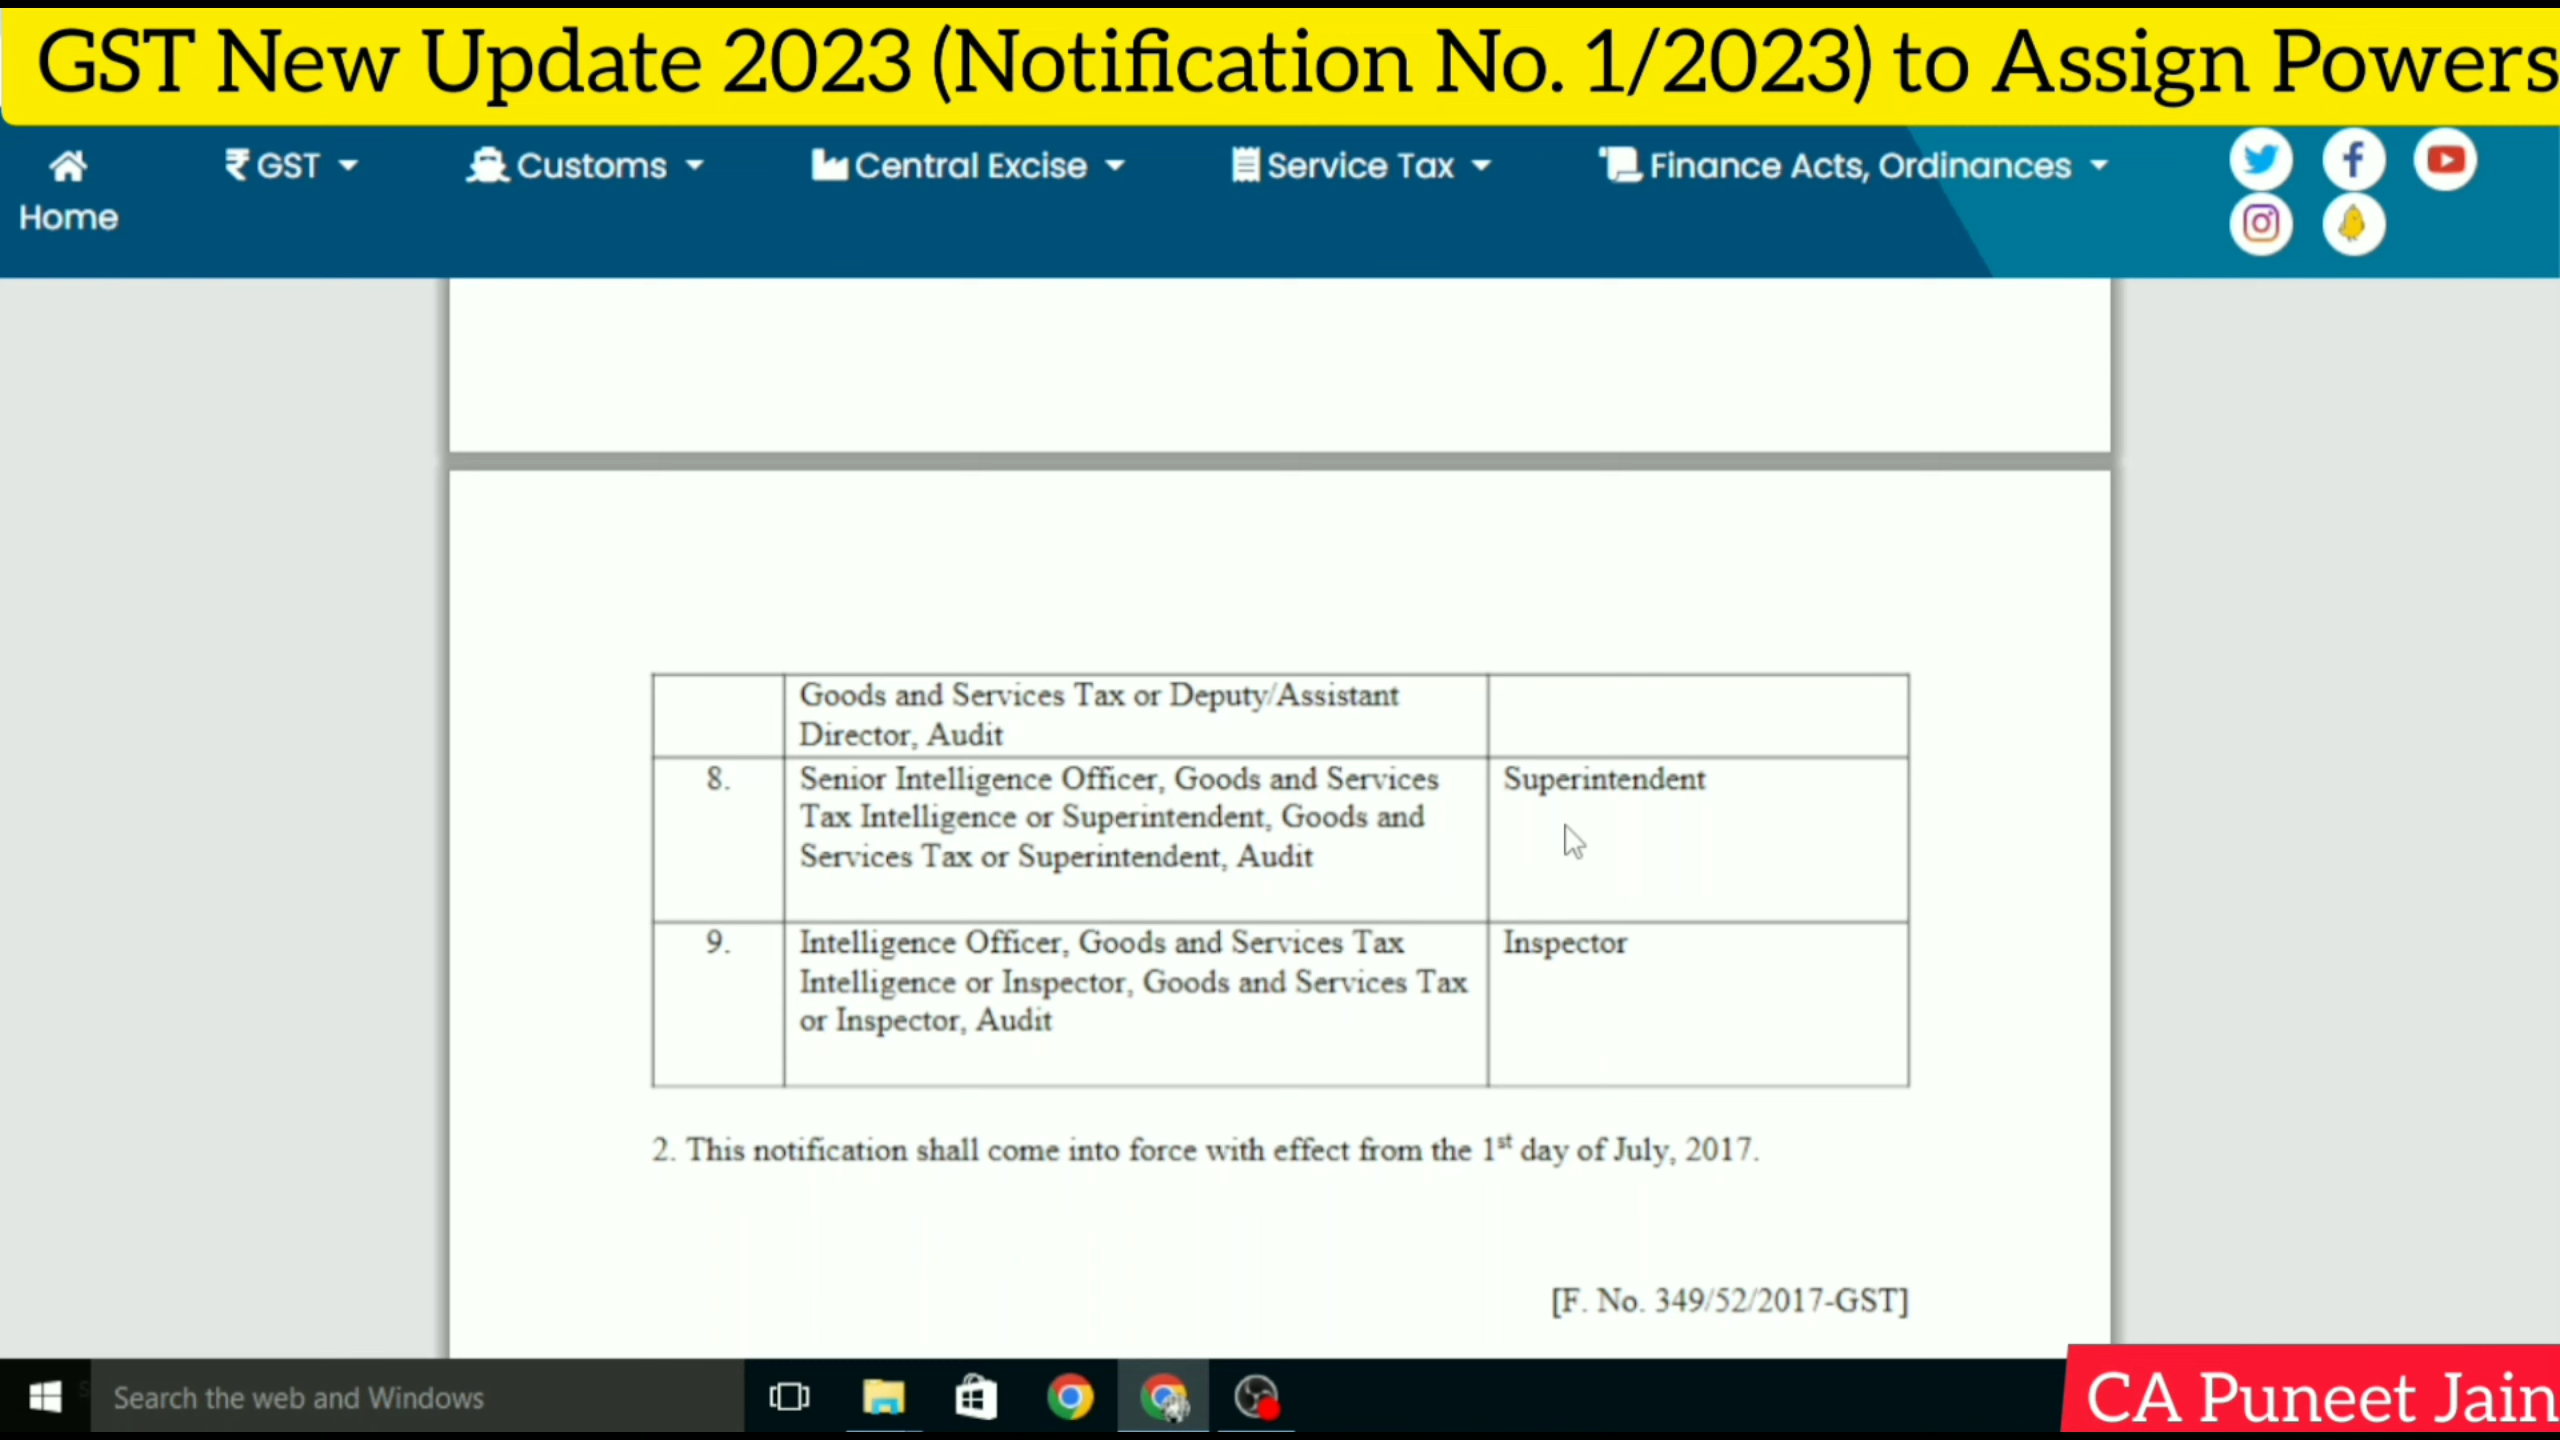 GST New Update 2023 (Notification No. 1/2023) to Assign Powers
Home
GST
Customs
Central Excise
Service Tax
Finance Acts, Ordinances
Goods and Services Tax or Deputy/Assistant
Director, Audit
8.
Senior Intelligence Officer, Goods and Services
Tax Intelligence or Superintendent, Goods and
Services Tax or Superintendent, Audit
Superintendent
9.
Intelligence Officer, Goods and Services Tax
Intelligence or Inspector, Goods and Services Tax
or Inspector, Audit
Inspector
2. This notification shall come into force with effect from the 1st day of July, 2017.
[F. No. 349/52/2017-GST]
Search the web and Windows
CA Puneet Jain